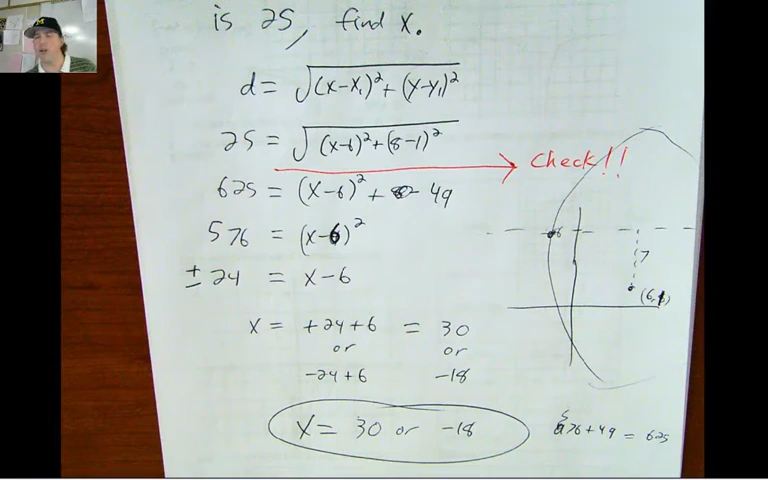 is 25, find x.
d = √(x-x₁)² + (y-y₁)²
25 = √(x-6)² + (8-1)²
Check!!
625 = (x-6)² + 49
576 = (x-6)²
± 24 = x-6
x = +24+6 = 30
or or
-24+6 -18
x = 30 or -18
7
(6,1)
576+49 = 625